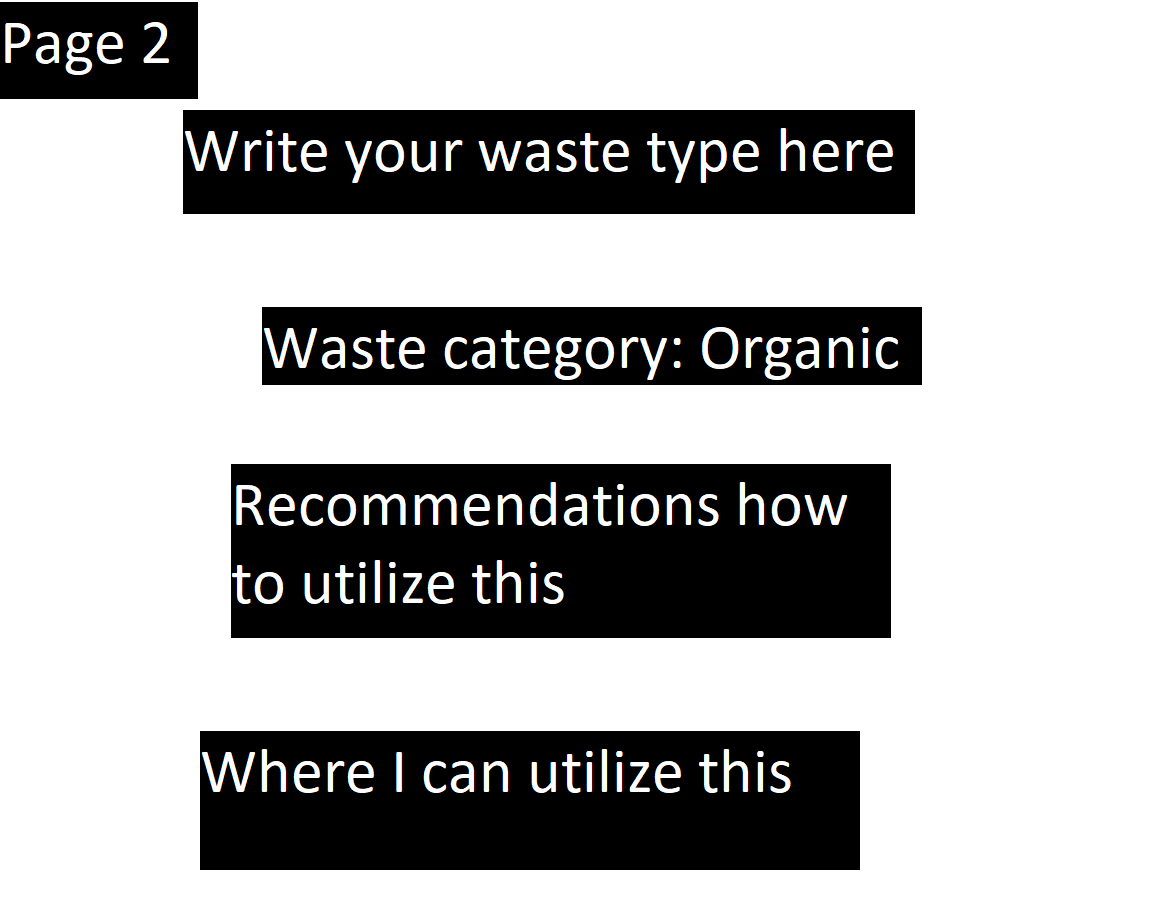 Page 2
Write your waste type here
Waste category: Organic
Recommendations how
to utilize this
Where I can utilize this